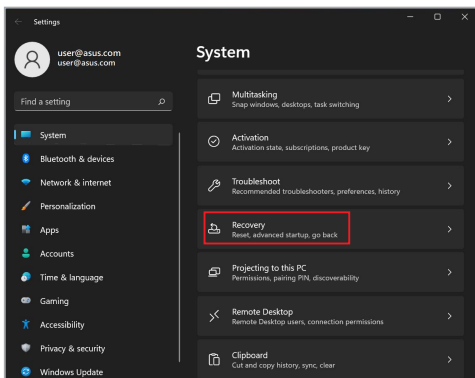 Settings
user@asus.com
user@asus.com
Find a setting
System
Bluetooth & devices
Network & internet
Personalization
Apps
Accounts
Time & language
Gaming
Accessibility
Privacy & security
Windows Update
System
Multitasking
Snap windows, desktops, task switching
Activation
Activation state, subscriptions, product key
Troubleshoot
Recommended troubleshooters, preferences, history
Recovery
Reset, advanced startup, go back
Projecting to this PC
Permissions, pairing PIN, discoverability
Remote Desktop
Remote Desktop users, connection permissions
Clipboard
Cut and copy history, sync, clear